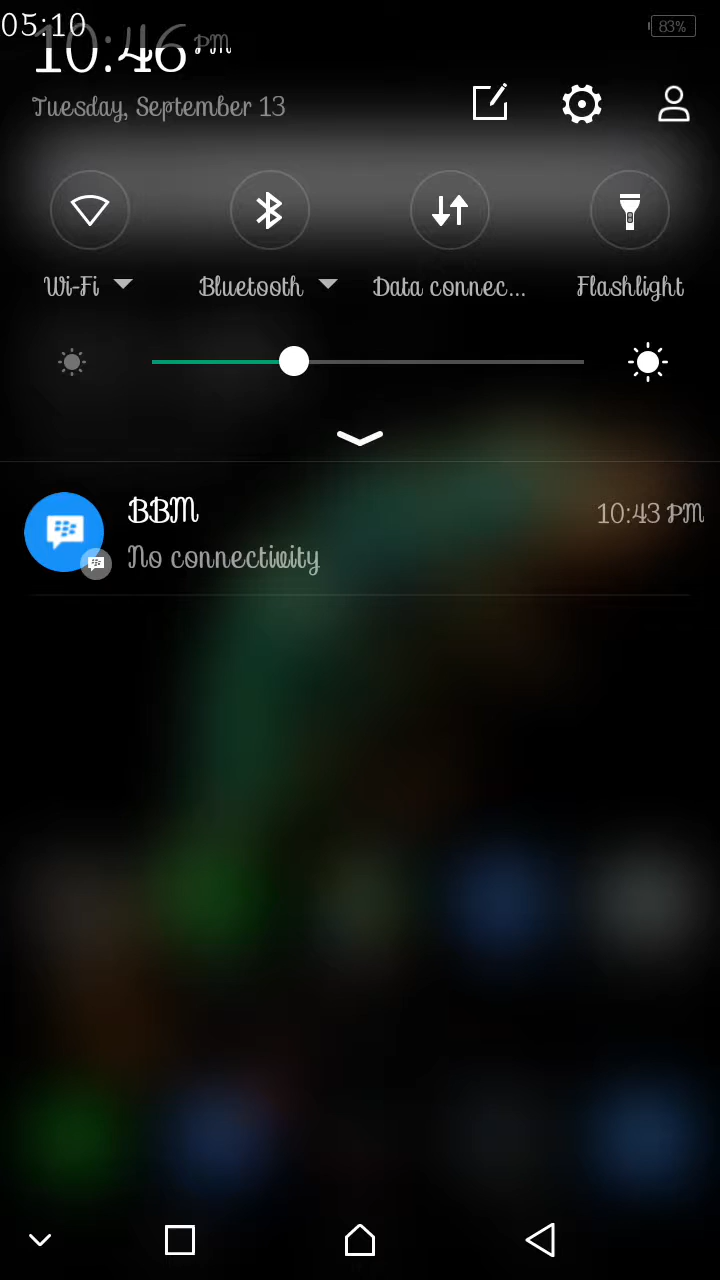 05:10
83%
10:46 PM
Tuesday, September 13
Wi-Fi
Bluetooth
Data connec...
Flashlight
BBM
10:43 PM
No connectivity